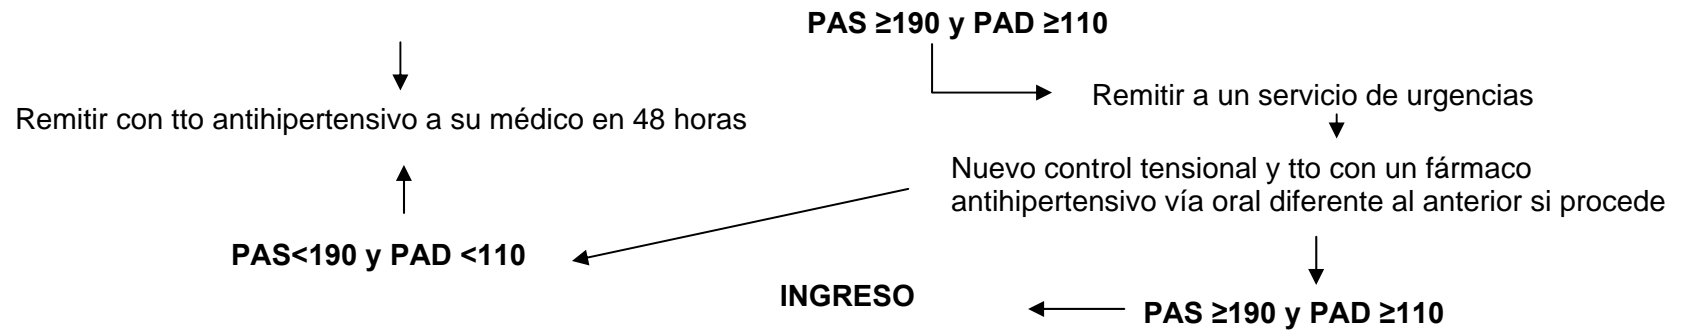 PAS ≥190 y PAD ≥110
Remitir a un servicio de urgencias
Remitir con tto antihipertensivo a su médico en 48 horas
Nuevo control tensional y tto con un fármaco
antihipertensivo vía oral diferente al anterior si procede
PAS<190 y PAD <110
INGRESO
PAS ≥190 y PAD ≥110